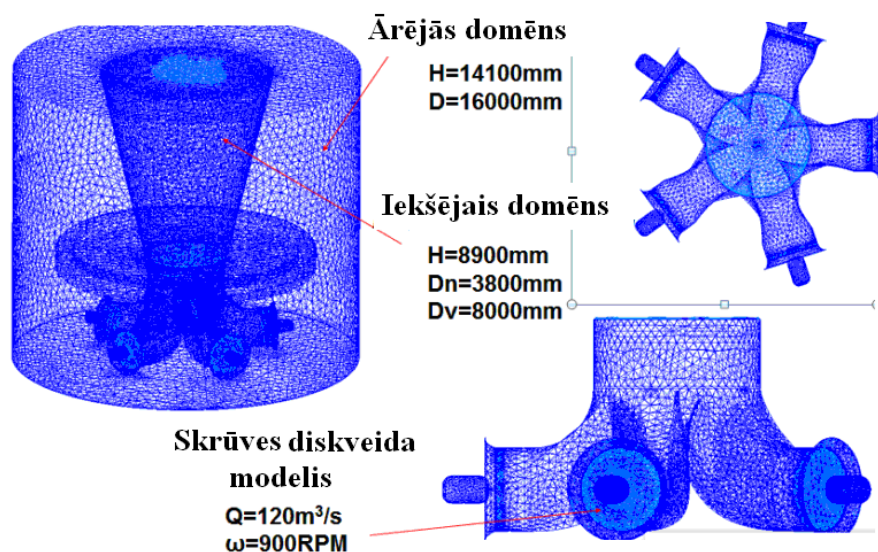 Ārējās domēns
H=14100mm
D=16000mm
Iekšējais domēns
H=8900mm
Dn=3800mm
Dv=8000mm
Skrūves diskveida
modelis
Q=120m³/s
ω=900RPM